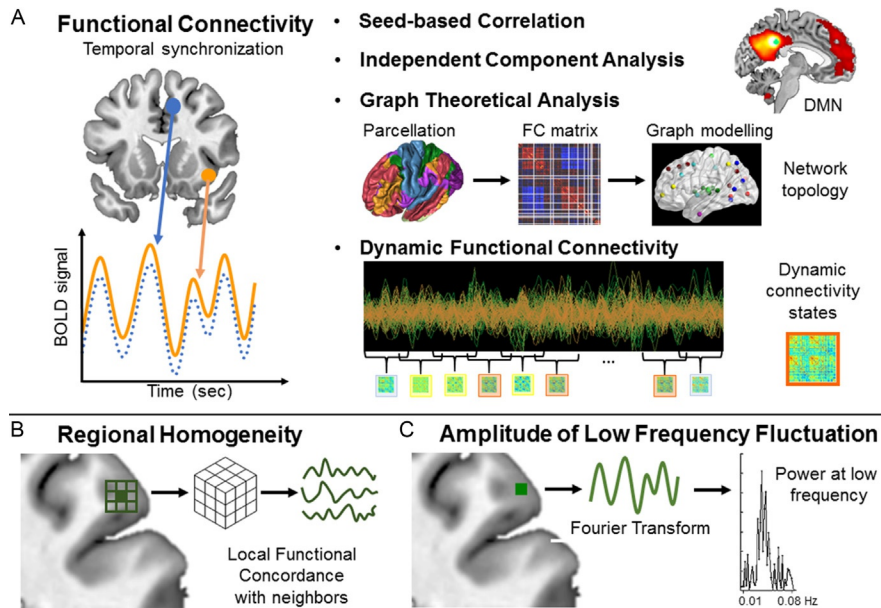 A
Functional Connectivity
Temporal synchronization
BOLD signal
Time (sec)
• Seed-based Correlation
• Independent Component Analysis
• Graph Theoretical Analysis
DMN
Parcellation
FC matrix
Graph modelling
Network
topology
• Dynamic Functional Connectivity
Dynamic
connectivity
states
...
B
Regional Homogeneity
Local Functional
Concordance
with neighbors
C
Amplitude of Low Frequency Fluctuation
Fourier Transform
Power at low
frequency
0.01 0.08 Hz